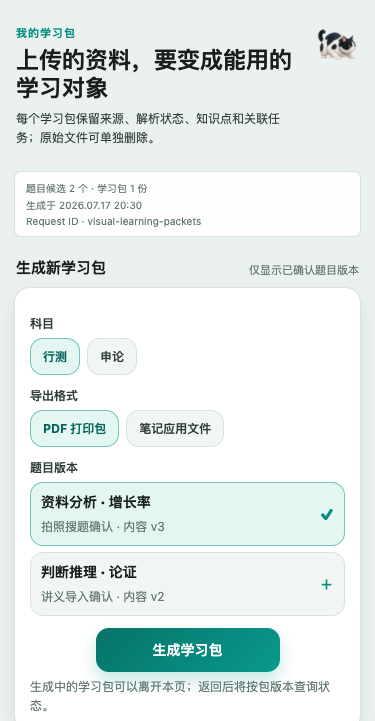 我的学习包
上传的资料，要变成能用的
学习对象
每个学习包保留来源、解析状态、知识点和关联任
务；原始文件可单独删除。
题目候选 2 个 · 学习包 1 份
生成于 2026.07.17 20:30
Request ID · visual-learning-packets
生成新学习包
仅显示已确认题目版本
科目
行测
申论
导出格式
PDF 打印包
笔记应用文件
题目版本
资料分析 · 增长率
拍照搜题确认 · 内容 v3
判断推理 · 论证
讲义导入确认 · 内容 v2
生成学习包
生成中的学习包可以离开本页；返回后将按包版本查询状
态。